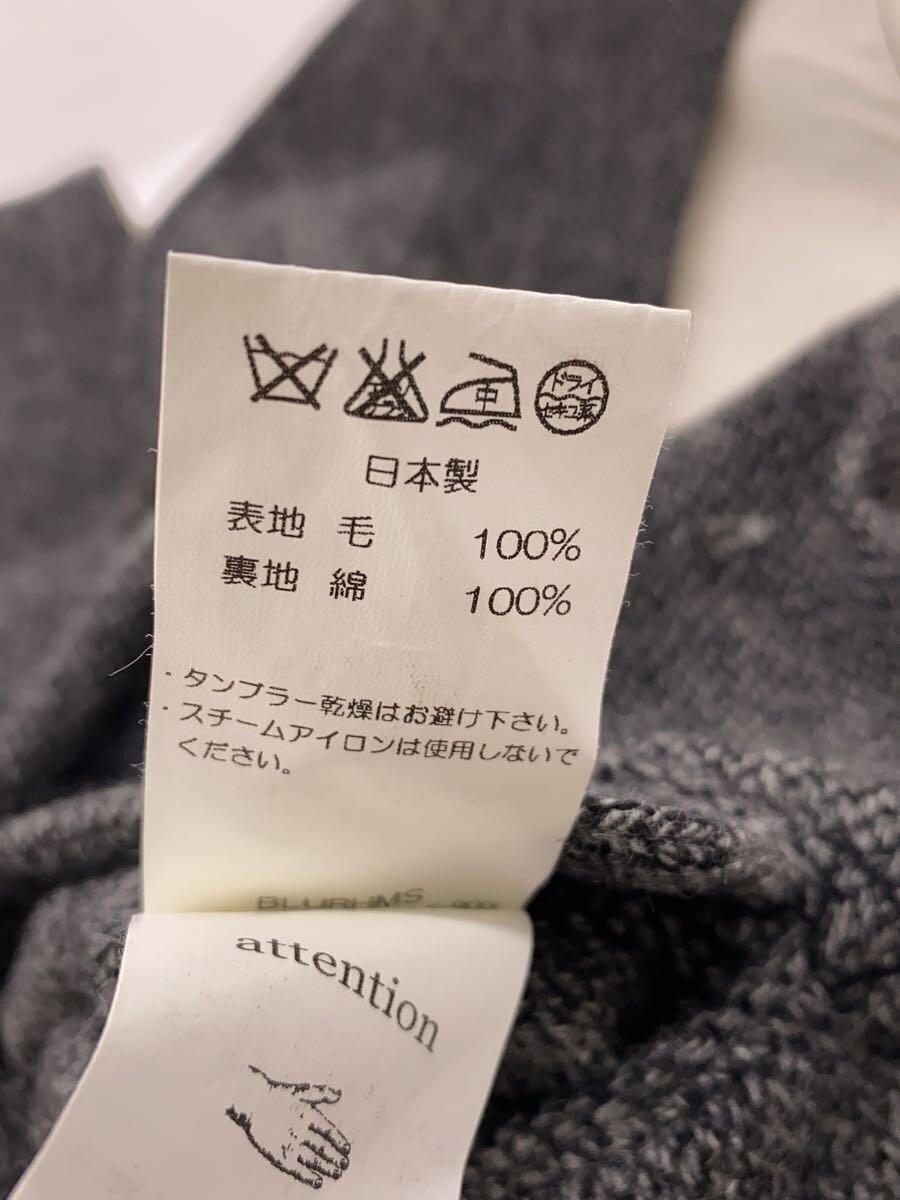 中
ドライ
セキユ系
日本製
表地 毛 100%
裏地 綿 100%
・タンブラー乾燥はお避け下さい。
・スチームアイロンは使用しないで
ください。
BLURHMS
attention